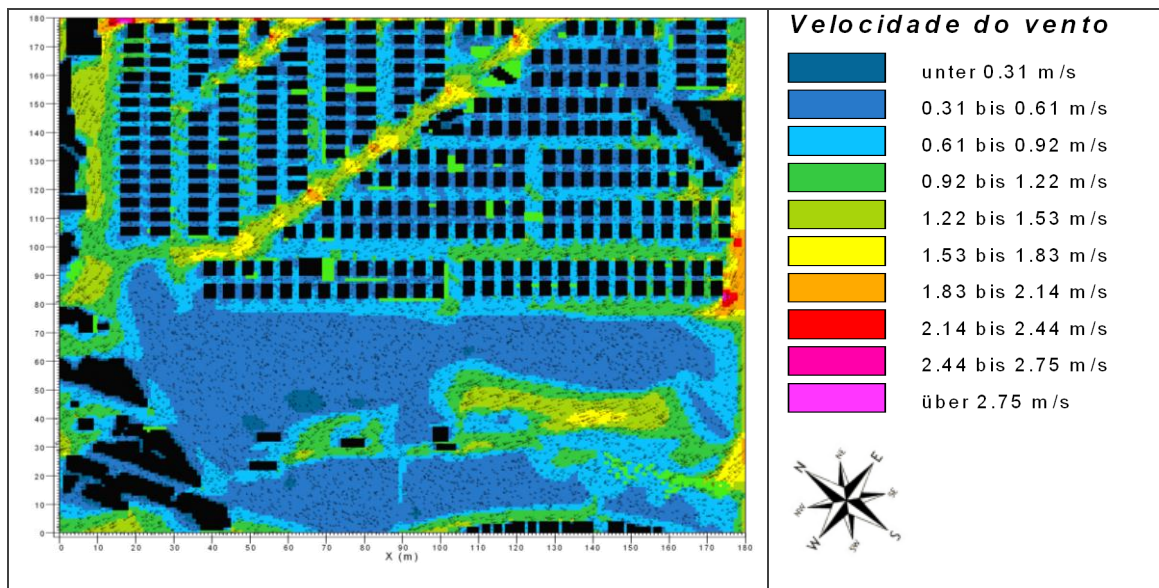 Velocidade do vento
unter 0.31 m/s
0.31 bis 0.61 m/s
0.61 bis 0.92 m/s
0.92 bis 1.22 m/s
1.22 bis 1.53 m/s
1.53 bis 1.83 m/s
1.83 bis 2.14 m/s
2.14 bis 2.44 m/s
2.44 bis 2.75 m/s
über 2.75 m/s
180
170
160
150
140
130
120
110
100
90
80
70
60
50
40
30
20
10
0
0 10 20 30 40 50 60 70 80 90 100 110 120 130 140 150 160 170 180
X (m)
N NE E
NW SE
W SW S